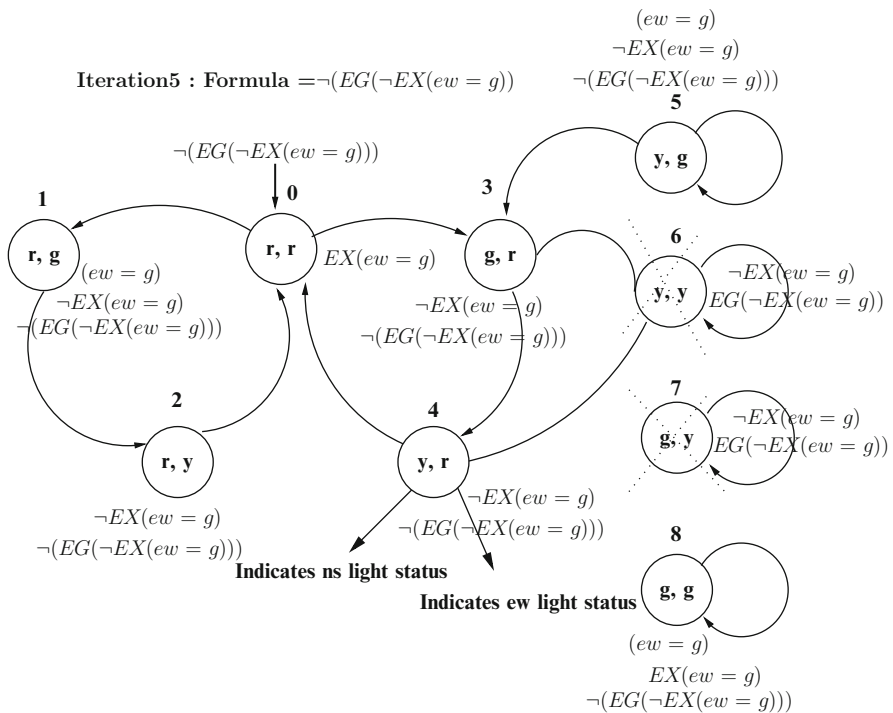 (ew = g)
¬EX(ew = g)
¬(EG(¬EX(ew = g)))
Iteration5 : Formula =¬(EG(¬EX(ew = g))
5
y, g
¬(EG(¬EX(ew = g)))
0
r, r
EX(ew = g)
1
r, g
(ew = g)
¬EX(ew = g)
¬(EG(¬EX(ew = g)))
3
g, r
¬EX(ew = g)
¬(EG(¬EX(ew = g)))
6
y, y
¬EX(ew = g)
EG(¬EX(ew = g))
2
r, y
¬EX(ew = g)
¬(EG(¬EX(ew = g)))
4
y, r
¬EX(ew = g)
¬(EG(¬EX(ew = g)))
7
g, y
¬EX(ew = g)
EG(¬EX(ew = g))
Indicates ns light status
Indicates ew light status
8
g, g
(ew = g)
EX(ew = g)
¬(EG(¬EX(ew = g)))